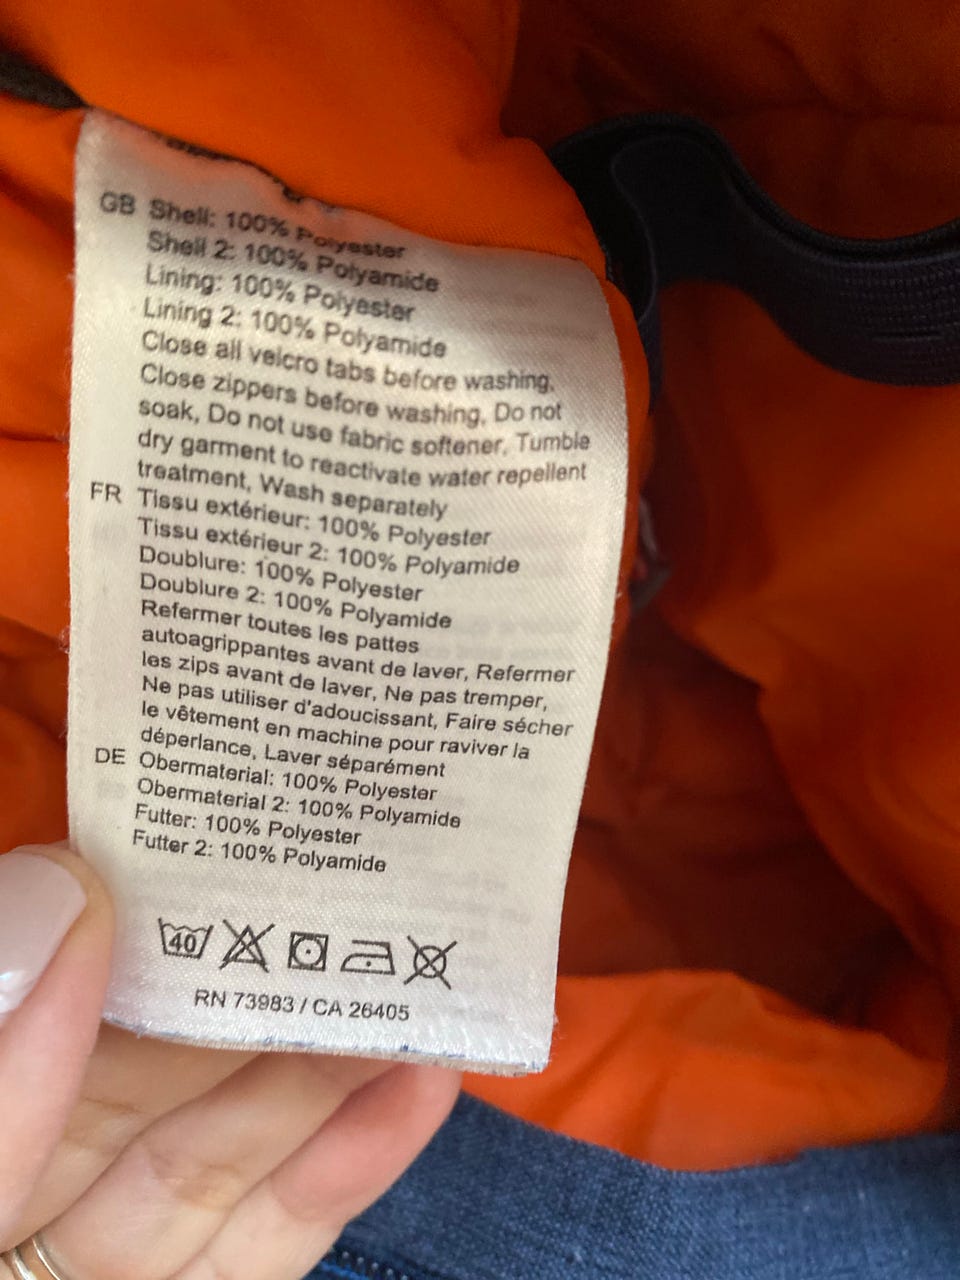 GB Shell: 100% Polyester
Shell 2: 100% Polyamide
Lining: 100% Polyester
Lining 2: 100% Polyamide
Close all velcro tabs before washing,
Close zippers before washing, Do not
soak, Do not use fabric softener, Tumble
dry garment to reactivate water repellent
treatment, Wash separately
FR Tissu extérieur: 100% Polyester
Tissu extérieur 2: 100% Polyamide
Doublure: 100% Polyester
Doublure 2: 100% Polyamide
Refermer toutes les pattes
autoagrippantes avant de laver, Refermer
les zips avant de laver, Ne pas tremper,
Ne pas utiliser d'adoucissant, Faire sécher
le vêtement en machine pour raviver la
déperlance, Laver séparément
DE Obermaterial: 100% Polyester
Obermaterial 2: 100% Polyamide
Futter: 100% Polyester
Futter 2: 100% Polyamide
40
RN 73983 / CA 26405